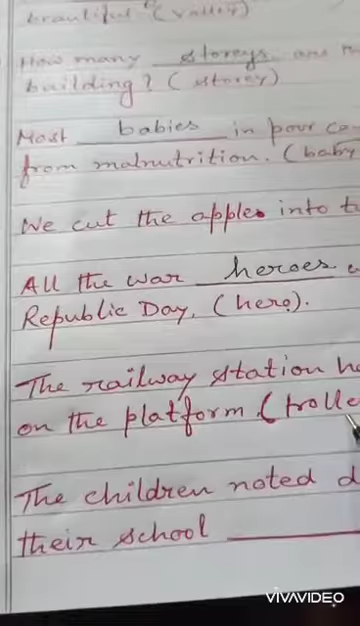 beautiful (valley)
How many storeys are
building? (storey)
Most babies in poor co
from malnutrition. (baby
We cut the apples into t
All the war heroes
Republic Day. (hero).
The railway station h
on the platform (trolle
The children noted d
their school
VIVAVIDEO